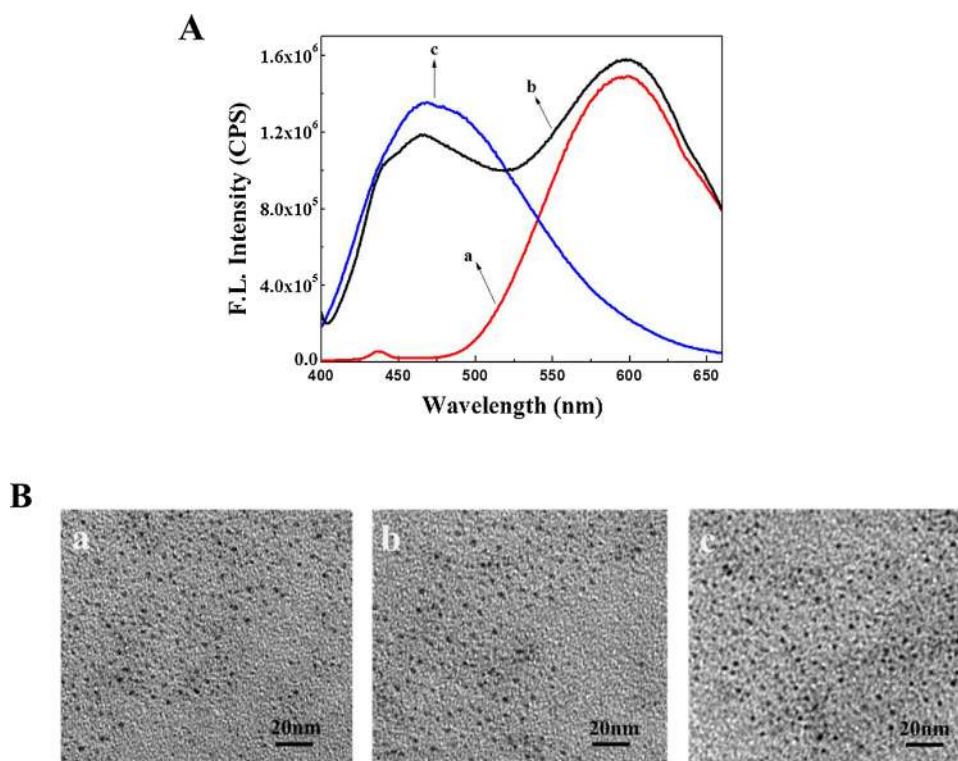 A
F.L. Intensity (CPS)
1.6x10⁶
1.2x10⁶
8.0x10⁵
4.0x10⁵
0.0
c
b
a
400 450 500 550 600 650
Wavelength (nm)
B
a b c
20nm 20nm 20nm